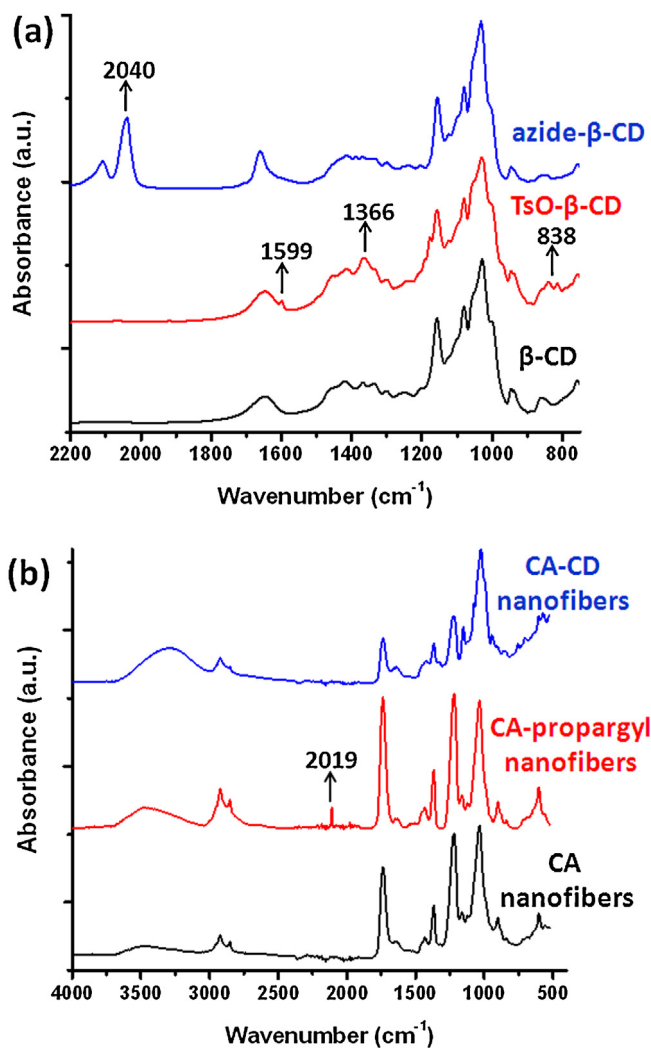 (a)
2040
azide-β-CD
TsO-β-CD
1599
1366
838
β-CD
Absorbance (a.u.)
2200 2000 1800 1600 1400 1200 1000 800
Wavenumber (cm-1)
(b)
CA-CD
nanofibers
CA-propargyl
nanofibers
2019
CA
nanofibers
Absorbance (a.u.)
4000 3500 3000 2500 2000 1500 1000 500
Wavenumber (cm-1)